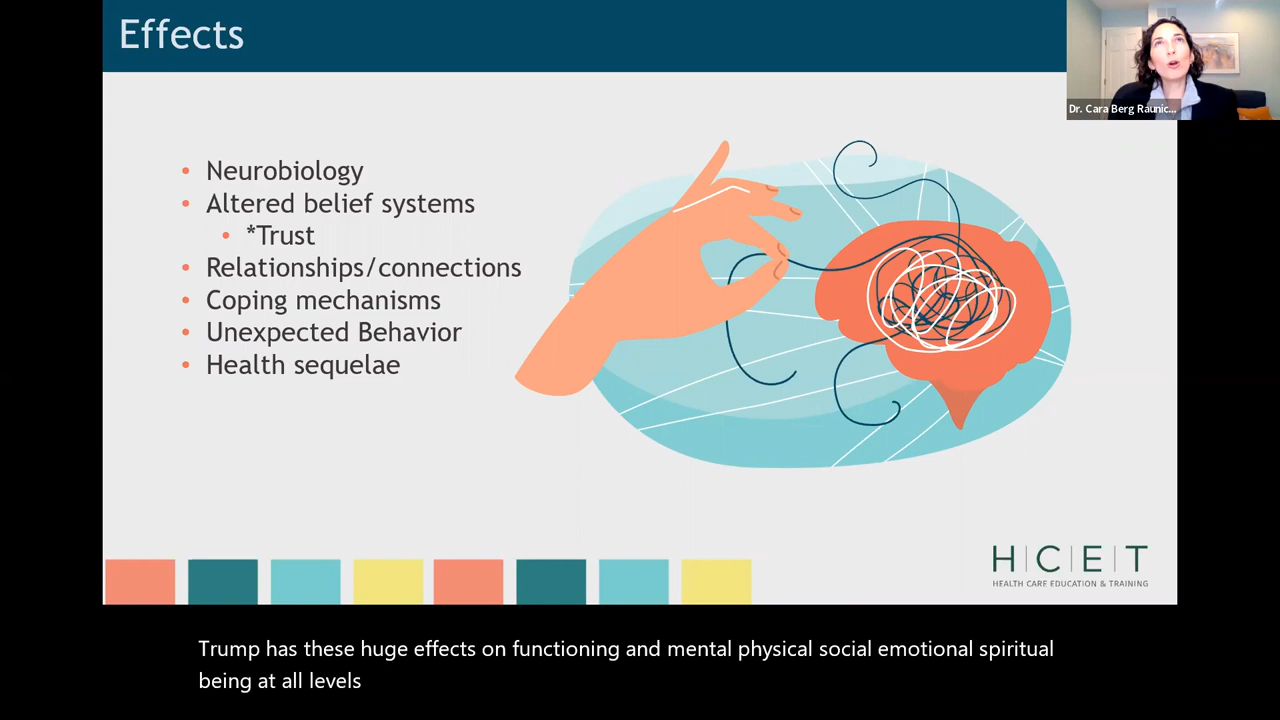 Effects
Dr. Cara Berg Raunic...
• Neurobiology
• Altered belief systems
• *Trust
• Relationships/connections
• Coping mechanisms
• Unexpected Behavior
• Health sequelae
H|C|E|T
HEALTH CARE EDUCATION & TRAINING
Trump has these huge effects on functioning and mental physical social emotional spiritual
being at all levels